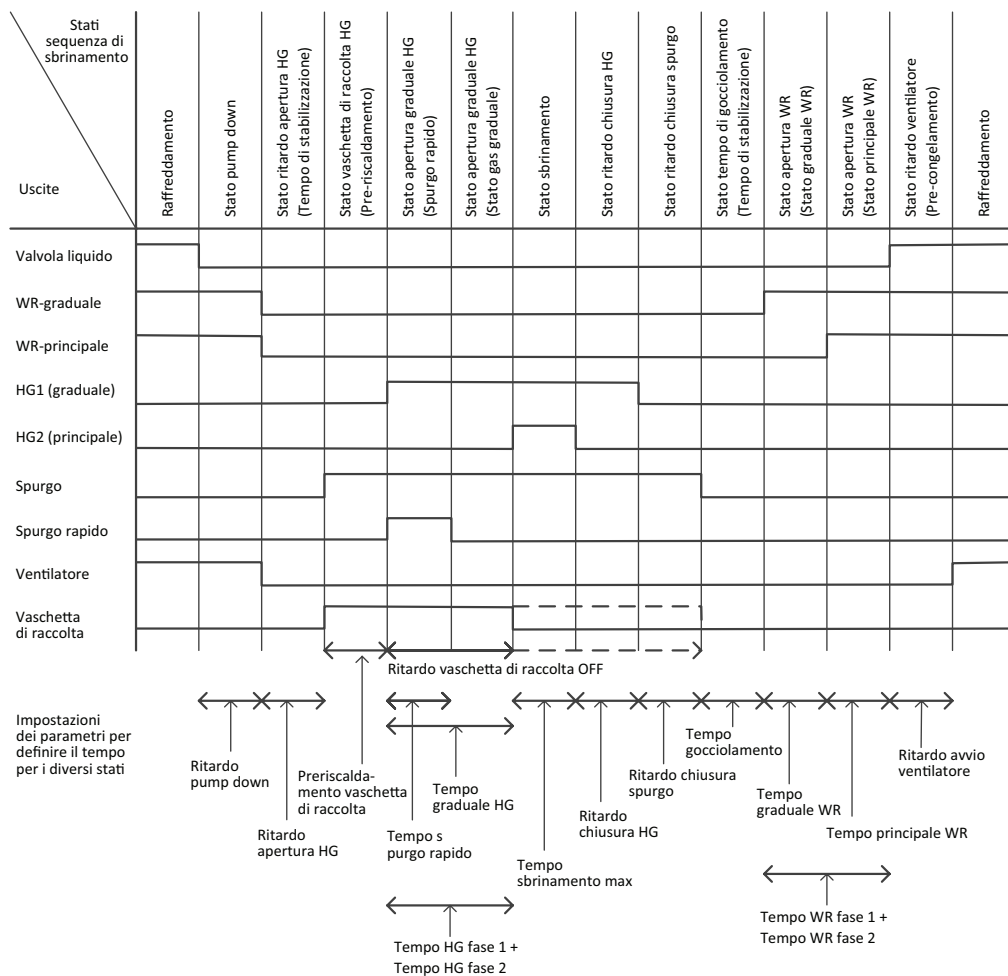 Stati
sequenza di
sbrinamento
Uscite
Raffreddamento
Stato pump down
Stato ritardo apertura HG
(Tempo di stabilizzazione)
Stato vaschetta di raccolta HG
(Pre-riscaldamento)
Stato apertura graduale HG
(Spurgo rapido)
Stato apertura graduale HG
(Stato gas graduale)
Stato sbrinamento
Stato ritardo chiusura HG
Stato ritardo chiusura spurgo
Stato tempo di gocciolamento
(Tempo di stabilizzazione)
Stato apertura WR
(Stato graduale WR)
Stato apertura WR
(Stato principale WR)
Stato ritardo ventilatore
(Pre-congelamento)
Raffreddamento
Valvola liquido
WR-graduale
WR-principale
HG1 (graduale)
HG2 (principale)
Spurgo
Spurgo rapido
Ventilatore
Vaschetta
di raccolta
Ritardo vaschetta di raccolta OFF
Impostazioni
dei parametri per
definire il tempo
per i diversi stati
Ritardo
pump down
Ritardo
apertura HG
Preriscalda-
mento vaschetta
di raccolta
Tempo s
purgo rapido
Tempo
graduale HG
Tempo HG fase 1 +
Tempo HG fase 2
Tempo
sbrinamento max
Ritardo
chiusura HG
Ritardo chiusura
spurgo
Tempo
gocciolamento
Tempo
graduale WR
Tempo principale WR
Tempo WR fase 1 +
Tempo WR fase 2
Ritardo avvio
ventilatore